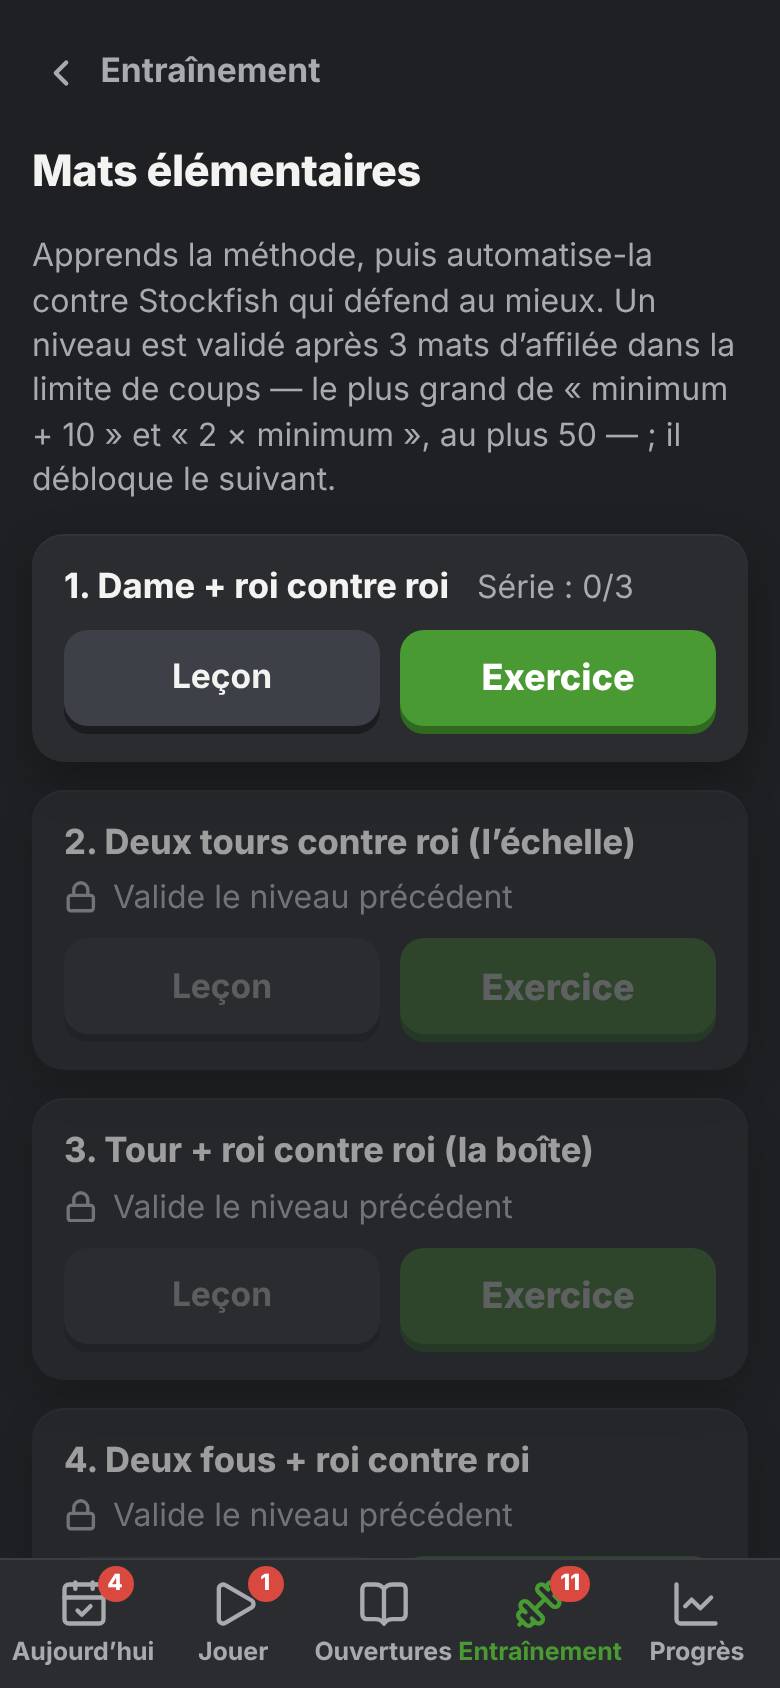 Entraînement
Mats élémentaires
Apprends la méthode, puis automatise-la
contre Stockfish qui défend au mieux. Un
niveau est validé après 3 mats d’affilée dans la
limite de coups — le plus grand de « minimum
+ 10 » et « 2 × minimum », au plus 50 — ; il
débloque le suivant.
1. Dame + roi contre roi Série : 0/3
Leçon Exercice
2. Deux tours contre roi (l’échelle)
Valide le niveau précédent
Leçon Exercice
3. Tour + roi contre roi (la boîte)
Valide le niveau précédent
Leçon Exercice
4. Deux fous + roi contre roi
Valide le niveau précédent
4 1 11
Aujourd’hui Jouer Ouvertures Entraînement Progrès